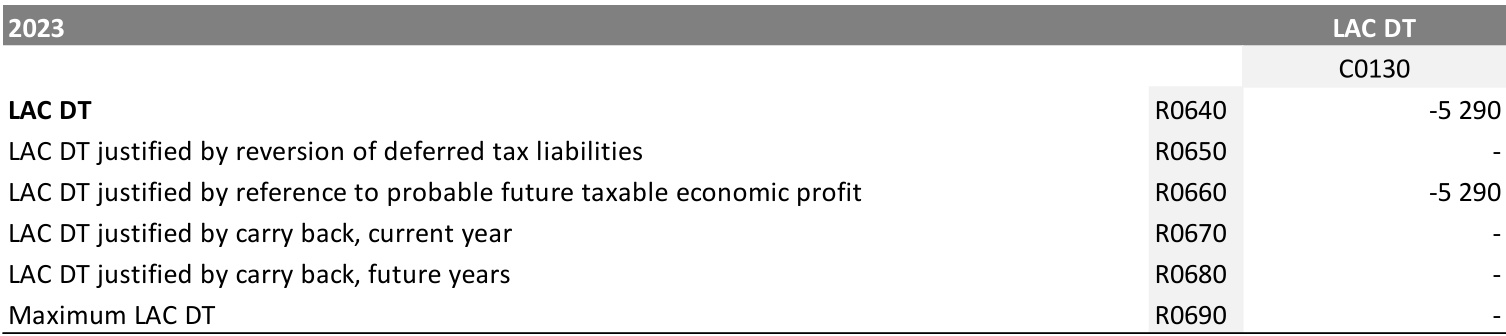 2023 LAC DT
C0130
LAC DT R0640 -5 290
LAC DT justified by reversion of deferred tax liabilities R0650 -
LAC DT justified by reference to probable future taxable economic profit R0660 -5 290
LAC DT justified by carry back, current year R0670 -
LAC DT justified by carry back, future years R0680 -
Maximum LAC DT R0690 -